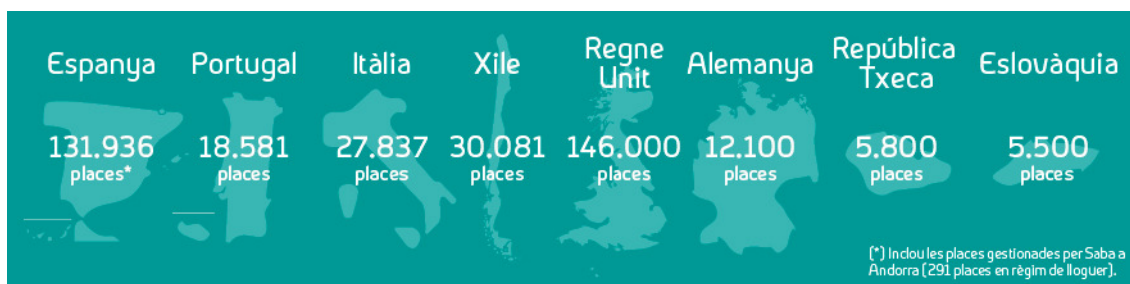 Espanya
131.936
places*
Portugal
18.581
places
Itàlia
27.837
places
Xile
30.081
places
Regne
Unit
146.000
places
Alemanya
12.100
places
República
Txeca
5.800
places
Eslovàquia
5.500
places
(*) Inclou les places gestionades per Saba a
Andorra (291 places en règim de lloguer).